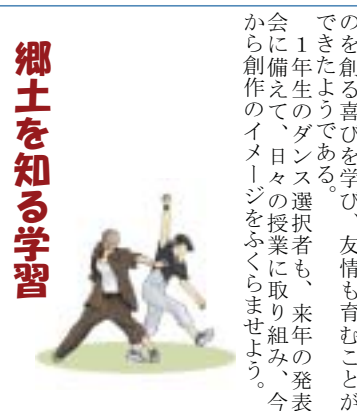 のを創る喜びを学び、友情も育むことが
できたようである。
　１年生のダンス選択者も、来年の発表
会に備えて、日々の授業に取り組み、今
から創作のイメージをふくらませよう。
郷土を知る学習